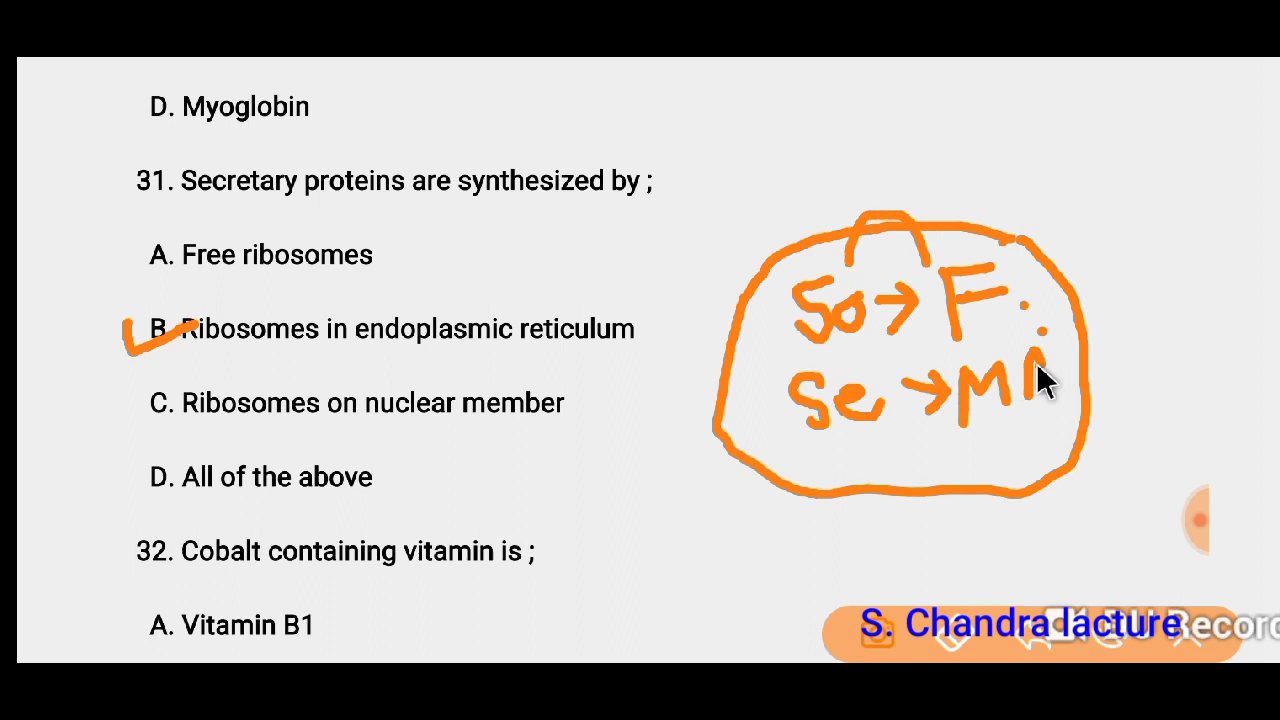 D. Myoglobin
31. Secretary proteins are synthesized by ;
A. Free ribosomes
B. Ribosomes in endoplasmic reticulum
C. Ribosomes on nuclear member
D. All of the above
32. Cobalt containing vitamin is ;
A. Vitamin B1
So → F.
Se → M
S. Chandra lacture